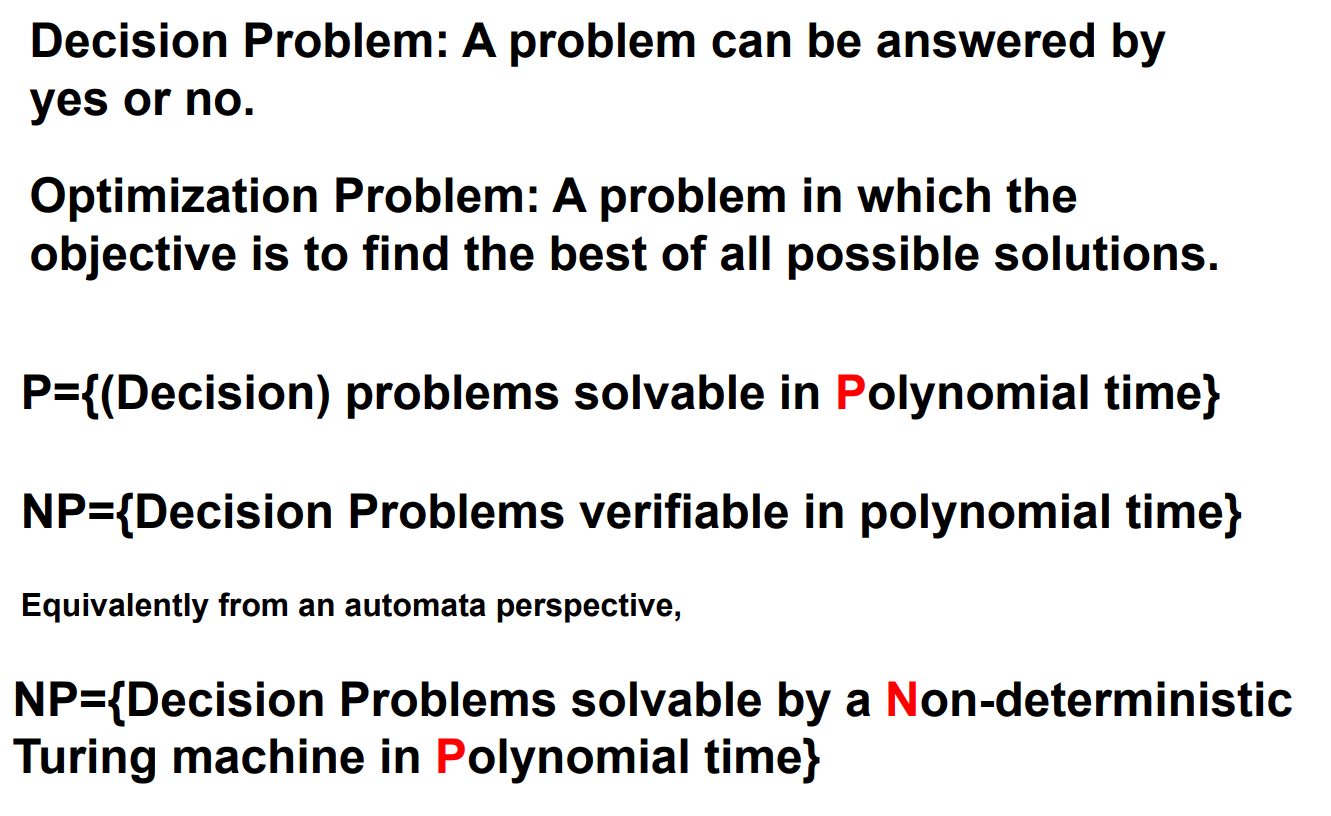 Decision Problem: A problem can be answered by
yes or no.
Optimization Problem: A problem in which the
objective is to find the best of all possible solutions.
P={(Decision) problems solvable in Polynomial time}
NP={Decision Problems verifiable in polynomial time}
Equivalently from an automata perspective,
NP={Decision Problems solvable by a Non-deterministic
Turing machine in Polynomial time}